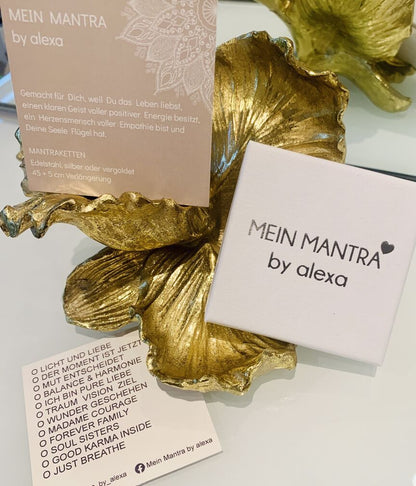 MEIN MANTRA
by alexa
Gemacht für Dich, weil Du das Leben liebst,
einen klaren Geist voller positiver Energie besitzt,
ein Herzensmensch voller Empathie bist und
Deine Seele Flügel hat.
MANTRAKETTEN
Edelstahl, silber oder vergoldet
45 + 5 cm Verlängerung
MEIN MANTRA
by alexa
O LICHT UND LIEBE
O DER MOMENT IST JETZT
O MUT ENTSCHEIDET
O BALANCE & HARMONIE
O ICH BIN PURE LIEBE
O TRAUM VISION ZIEL
O WUNDER GESCHEHEN
O MADAME COURAGE
O FOREVER FAMILY
O SOUL SISTERS
O GOOD KARMA INSIDE
O JUST BREATHE
by_alexa Mein Mantra by alexa